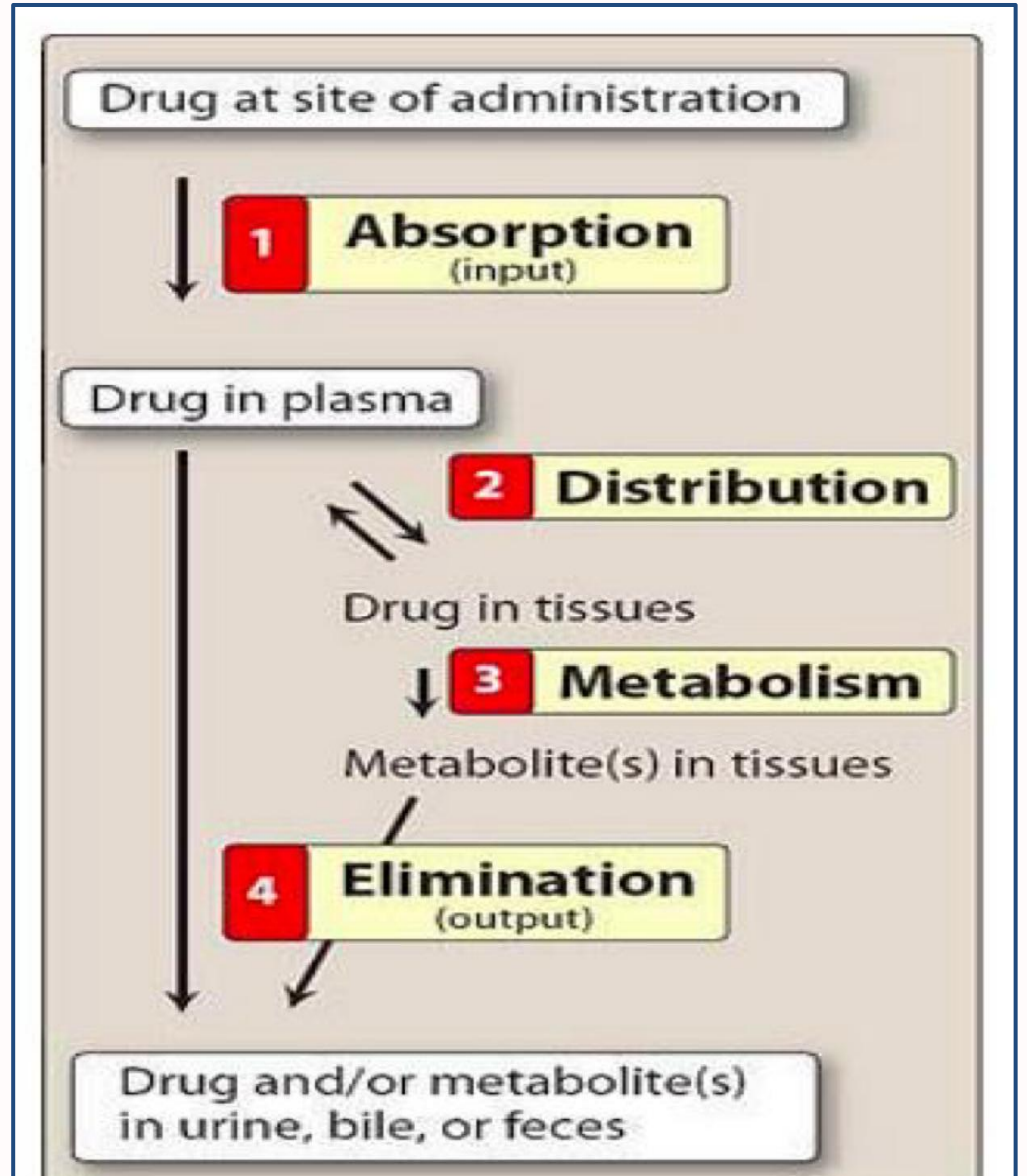 Drug at site of administration
1
Absorption
(input)
Drug in plasma
2
Distribution
Drug in tissues
3
Metabolism
Metabolite(s) in tissues
4
Elimination
(output)
Drug and/or metabolite(s)
in urine, bile, or feces